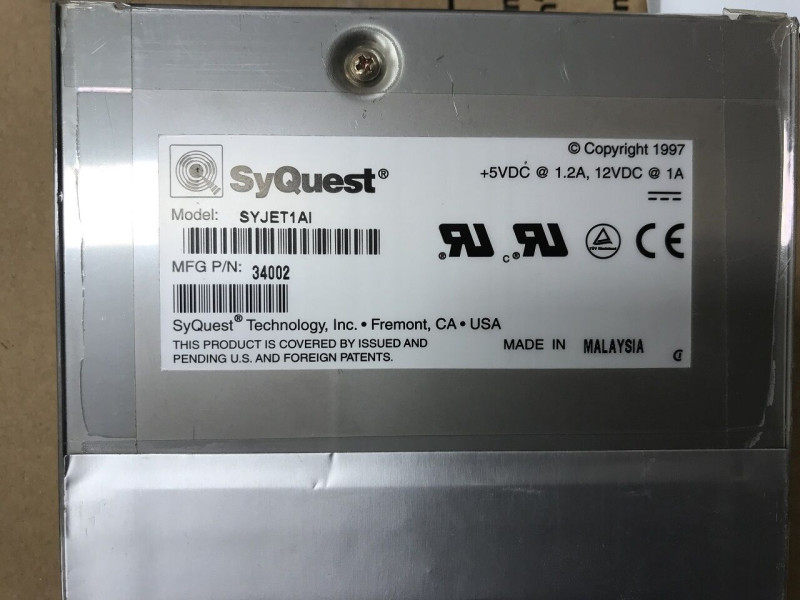 © Copyright 1997
SyQuest®
+5VDC @ 1.2A, 12VDC @ 1A
Model: SYJET1AI
MFG P/N: 34002
SyQuest® Technology, Inc. • Fremont, CA • USA
THIS PRODUCT IS COVERED BY ISSUED AND
PENDING U.S. AND FOREIGN PATENTS.
MADE IN MALAYSIA